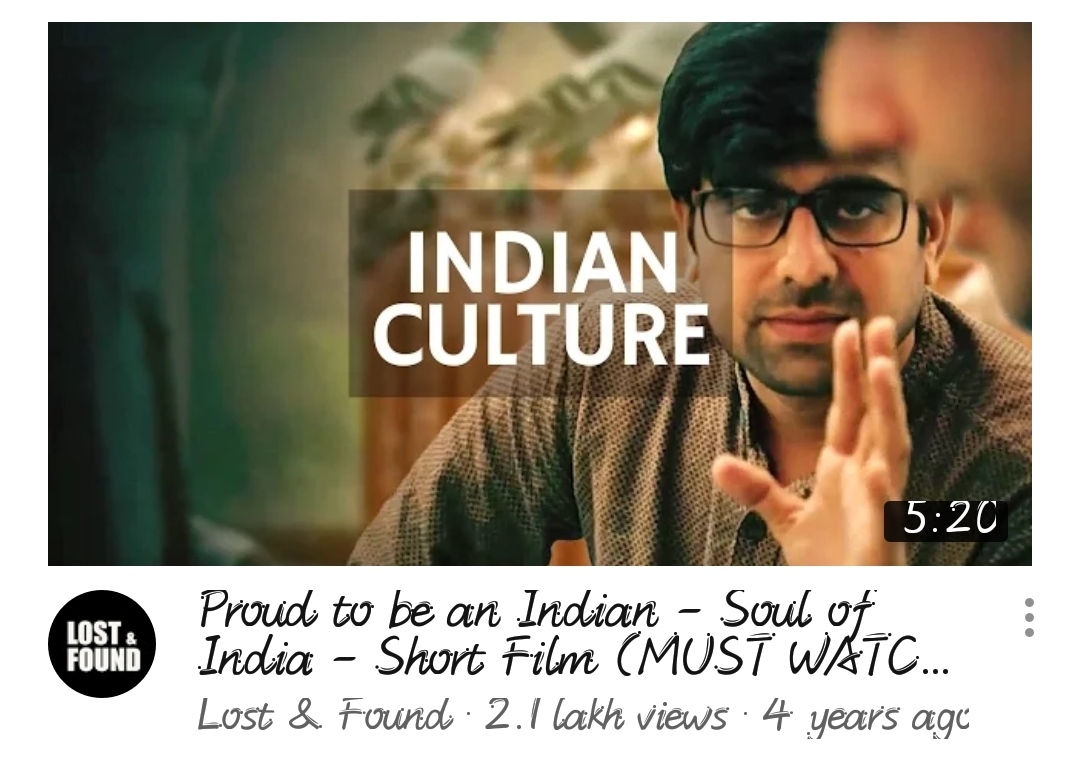 INDIAN
CULTURE
5:20
LOST &
FOUND
Proud to be an Indian - Soul of
India - Short Film (MUST WATC...
Lost & Found · 2.1 lakh views · 4 years ago